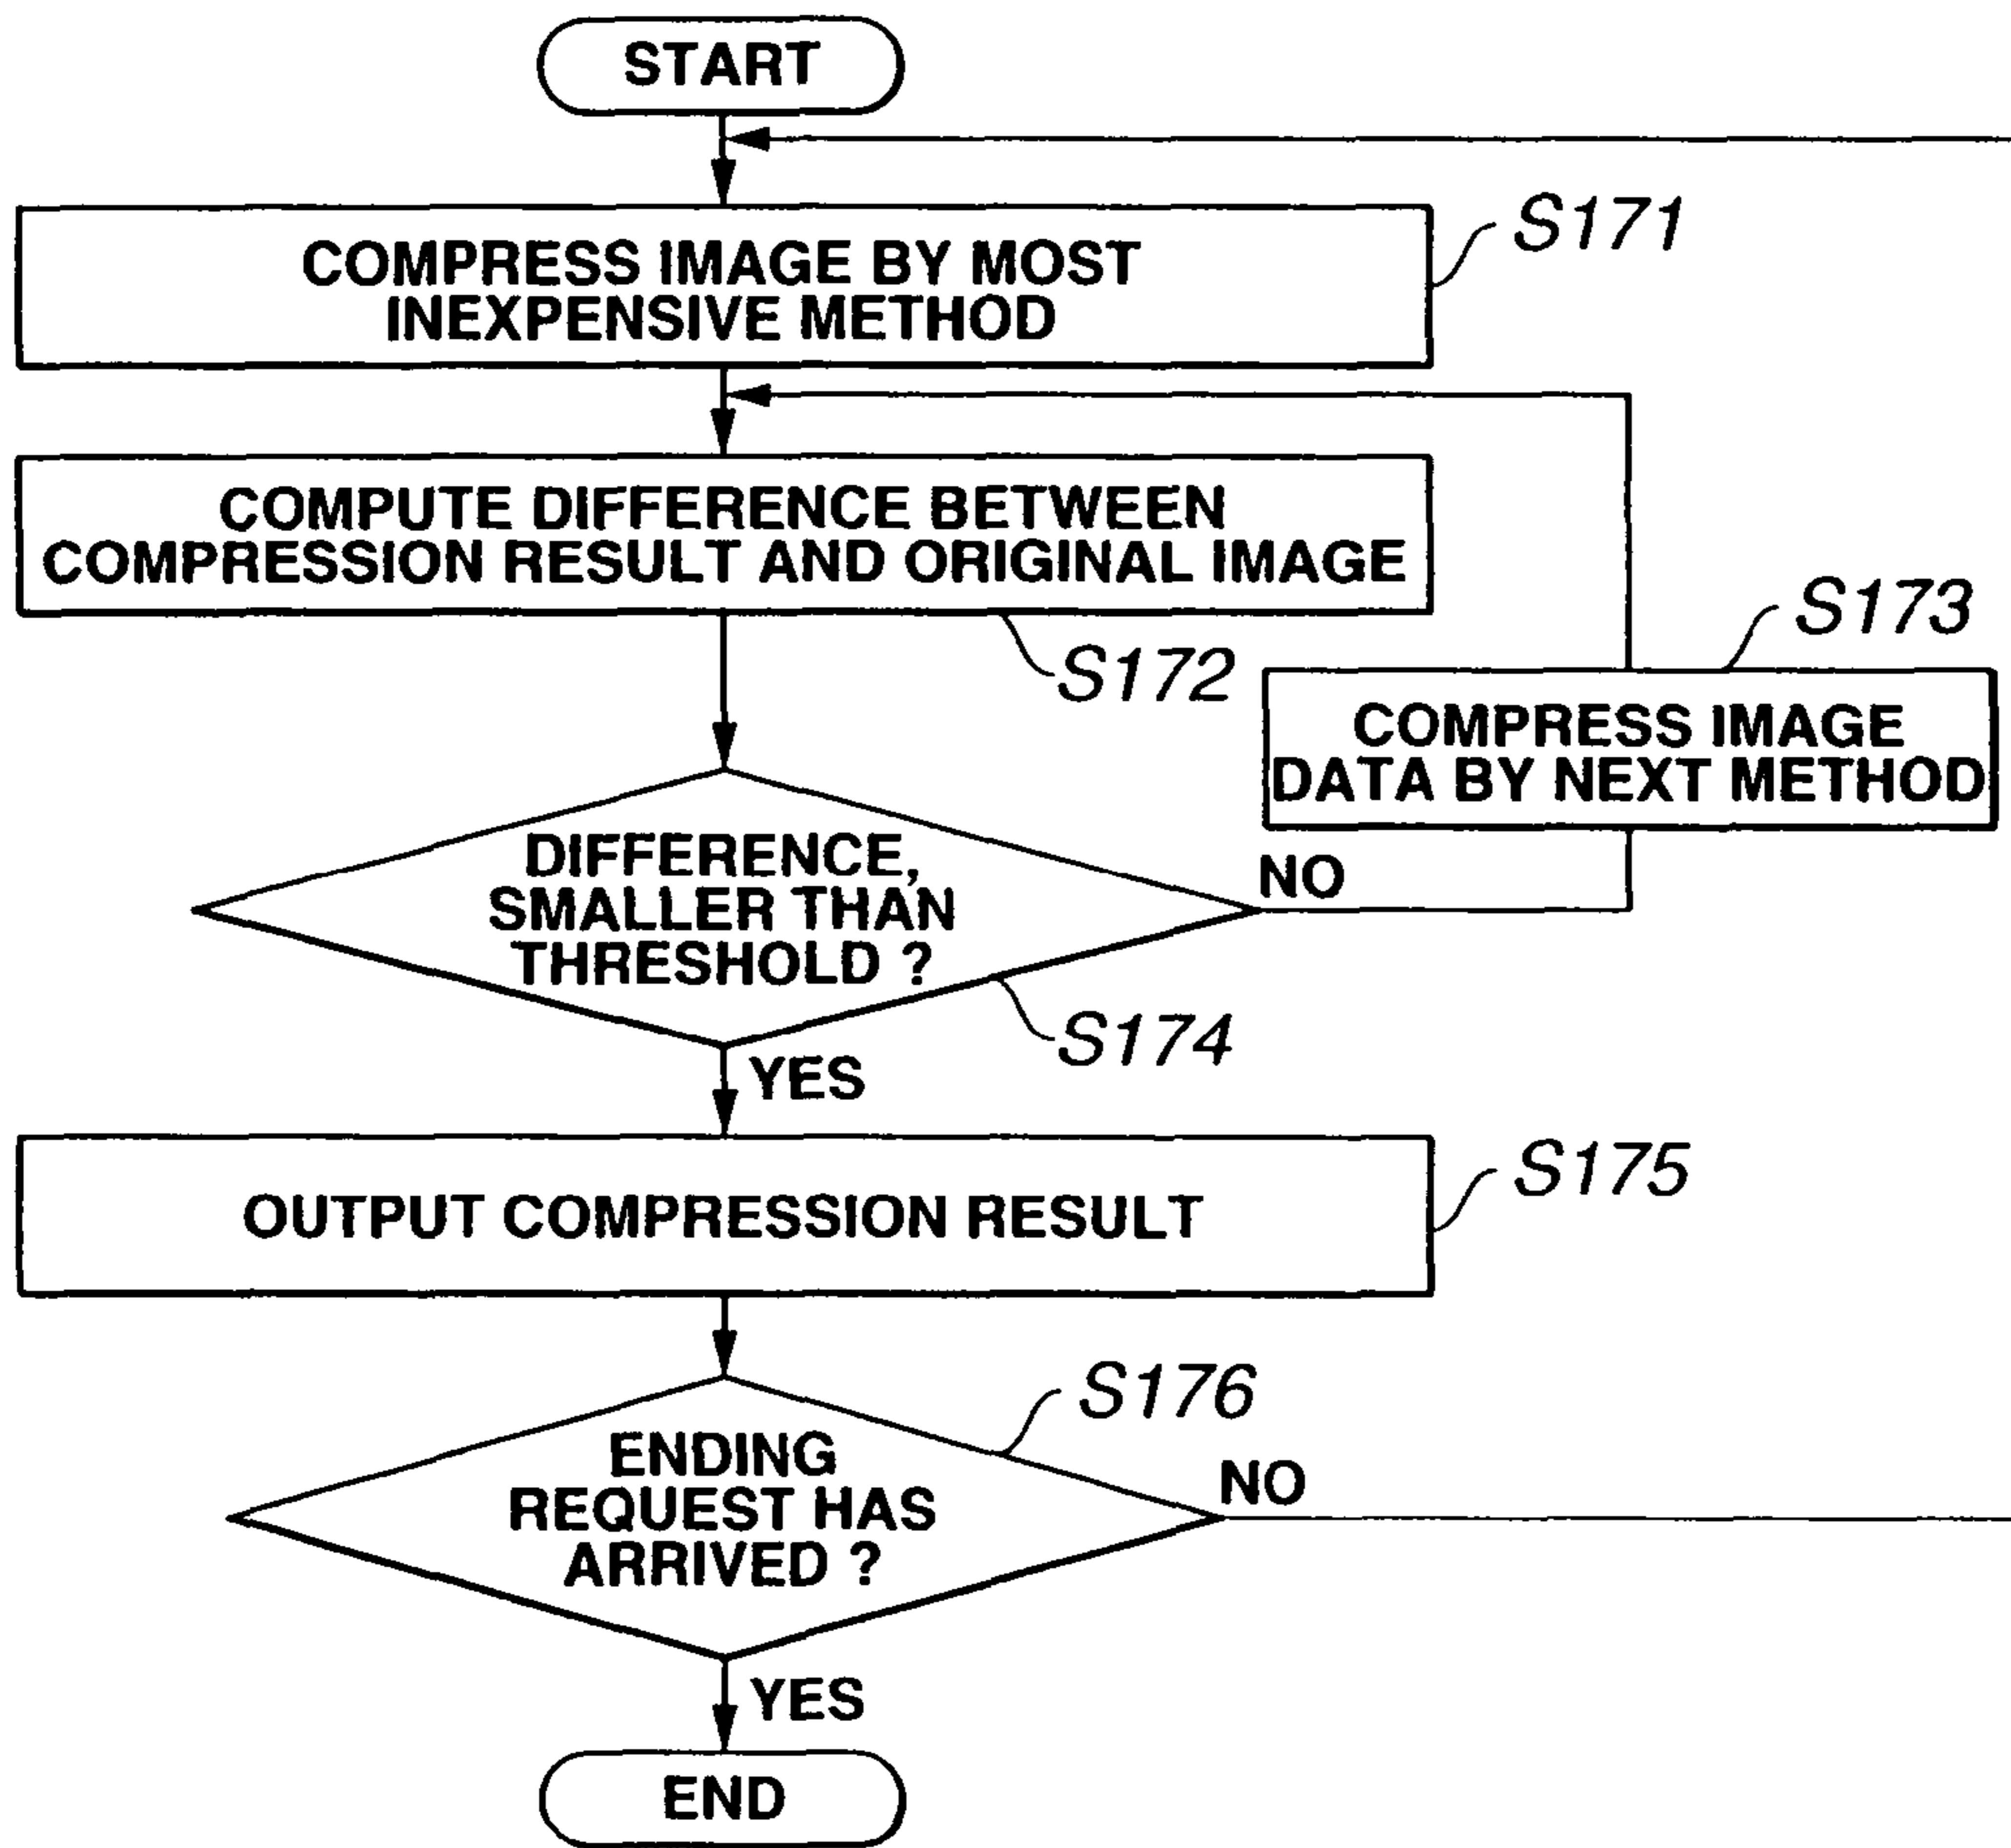 START
COMPRESS IMAGE BY MOST
INEXPENSIVE METHOD
S171
COMPUTE DIFFERENCE BETWEEN
COMPRESSION RESULT AND ORIGINAL IMAGE
S172
S173
COMPRESS IMAGE
DATA BY NEXT METHOD
DIFFERENCE,
SMALLER THAN
THRESHOLD ?
NO
S174
YES
OUTPUT COMPRESSION RESULT
S175
S176
ENDING
REQUEST HAS
ARRIVED ?
NO
YES
END